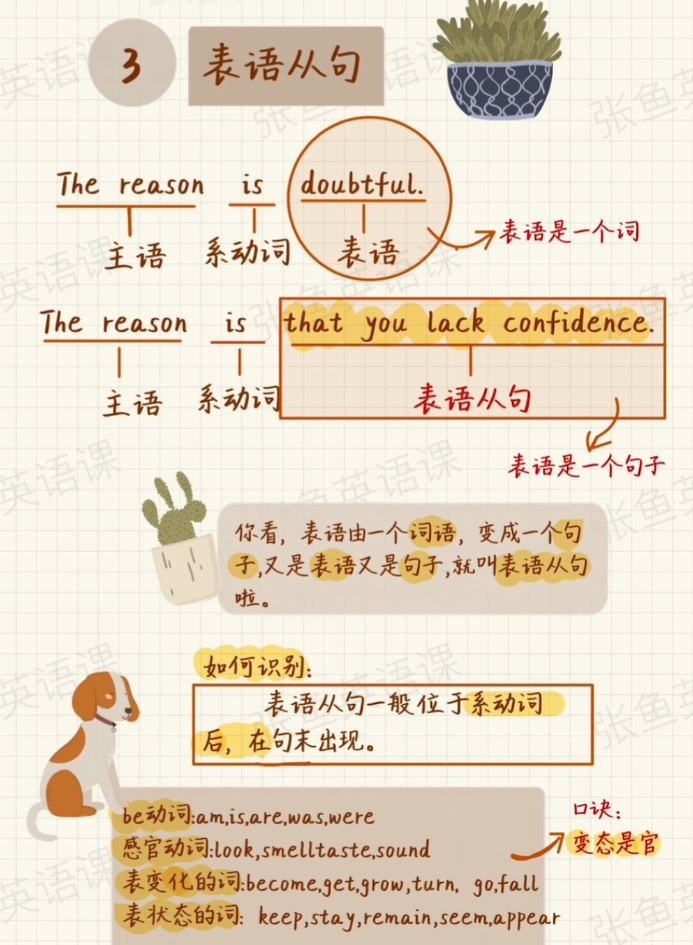 3 表语从句
The reason is doubtful.
主语 系动词 表语
表语是一个词
The reason is that you lack confidence.
主语 系动词 表语从句
表语是一个句子
你看，表语由一个词语，变成一个句
子,又是表语又是句子,就叫表语从句
啦。
如何识别:
表语从句一般位于系动词
后，在句末出现。
be动词:am,is,are,was,were
感官动词:look,smelltaste,sound
表变化的词:become,get,grow,turn, go,fall
表状态的词: keep,stay,remain,seem,appear
口诀:
变态是官
张鱼英语课